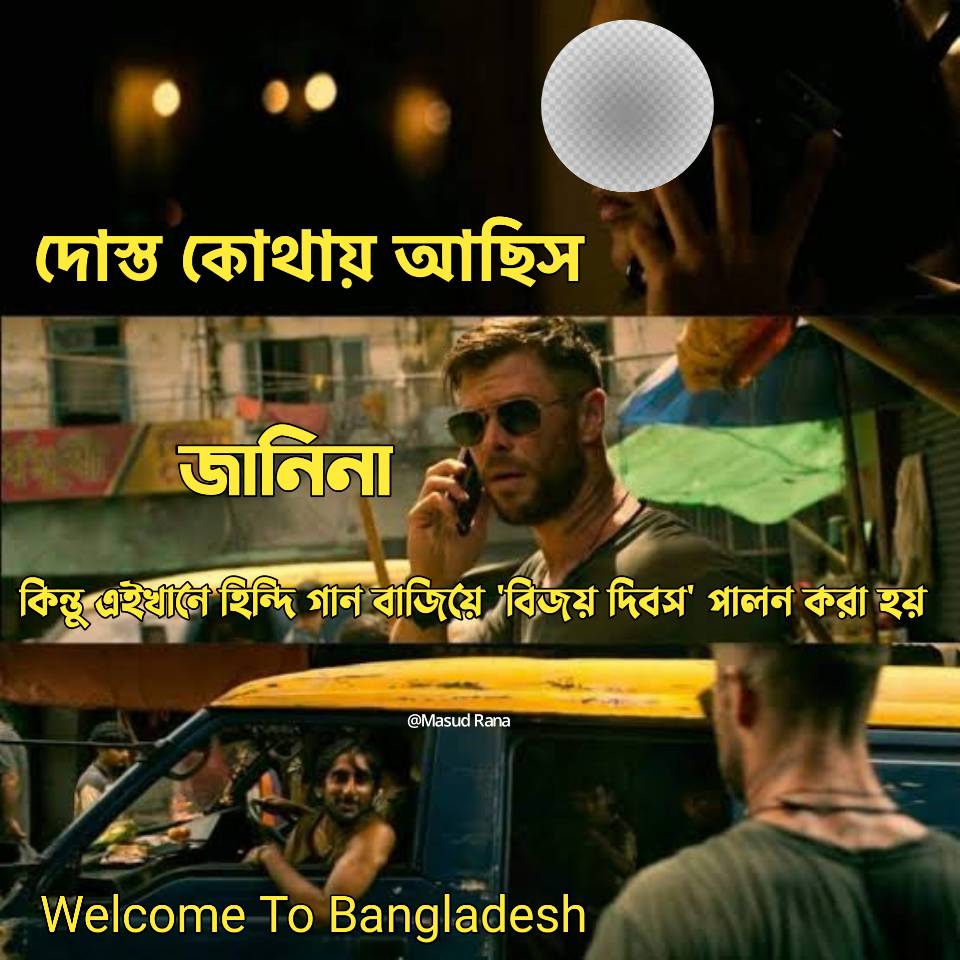 দোস্ত কোথায় আছিস
জানিনা
কিন্তু এইখানে হিন্দি গান বাজিয়ে 'বিজয় দিবস' পালন করা হয়
@Masud Rana
Welcome To Bangladesh